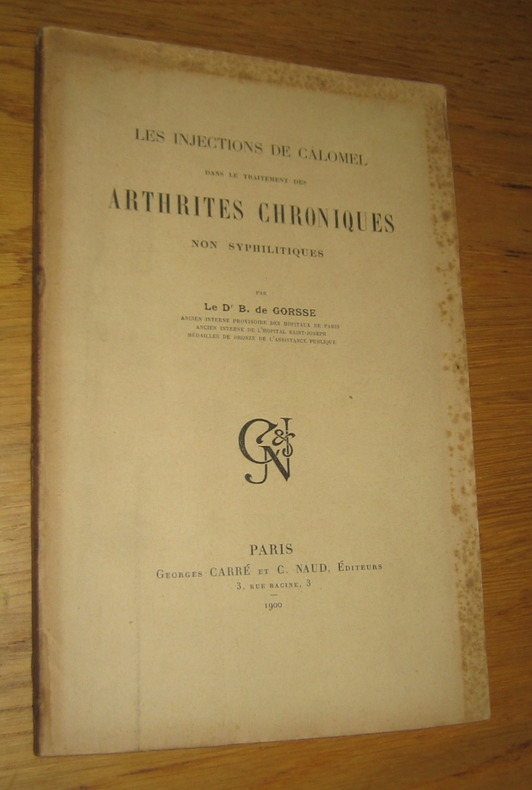 LES INJECTIONS DE CALOMEL
DANS LE TRAITEMENT DES
ARTHRITES CHRONIQUES
NON SYPHILITIQUES
PAR
Le Dr B. de GORSSE
ANCIEN INTERNE PROVISOIRE DES HOPITAUX DE PARIS
ANCIEN INTERNE DE L'HOPITAL SAINT-JOSEPH
MÉDAILLES DE BRONZE DE L'ASSISTANCE PUBLIQUE
C & N
PARIS
GEORGES CARRÉ ET C. NAUD, ÉDITEURS
3, RUE RACINE, 3
1900